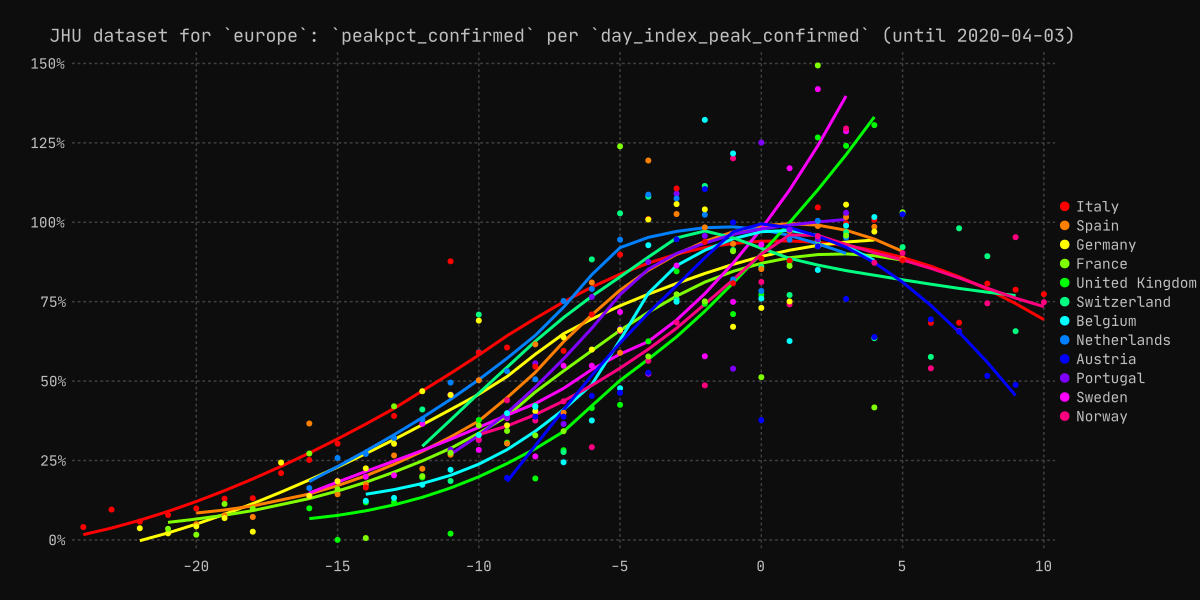 JHU dataset for `europe`: `peakpct_confirmed` per `day_index_peak_confirmed` (until 2020-04-03)
150%
125%
100%
75%
50%
25%
0%
-20 -15 -10 -5 0 5 10
Italy
Spain
Germany
France
United Kingdom
Switzerland
Belgium
Netherlands
Austria
Portugal
Sweden
Norway